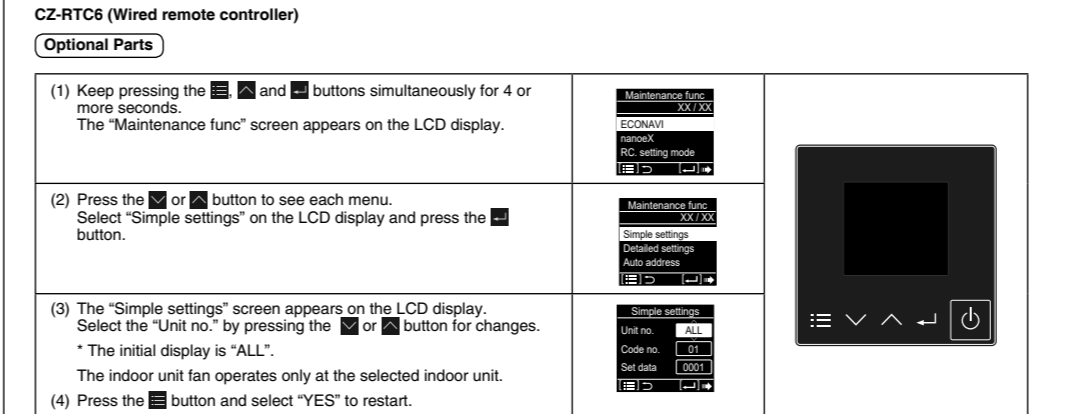 CZ-RTC6 (Wired remote controller)
Optional Parts
(1) Keep pressing the , and buttons simultaneously for 4 or
more seconds.
The “Maintenance func” screen appears on the LCD display.
Maintenance func
XX / XX
ECONAVI
nanoeX
RC. setting mode
(2) Press the or button to see each menu.
Select “Simple settings” on the LCD display and press the
button.
Maintenance func
XX / XX
Simple settings
Detailed settings
Auto address
(3) The “Simple settings” screen appears on the LCD display.
Select the “Unit no.” by pressing the or button for changes.
* The initial display is “ALL”.
The indoor unit fan operates only at the selected indoor unit.
(4) Press the button and select “YES” to restart.
Simple settings
Unit no. ALL
Code no. 01
Set data 0001